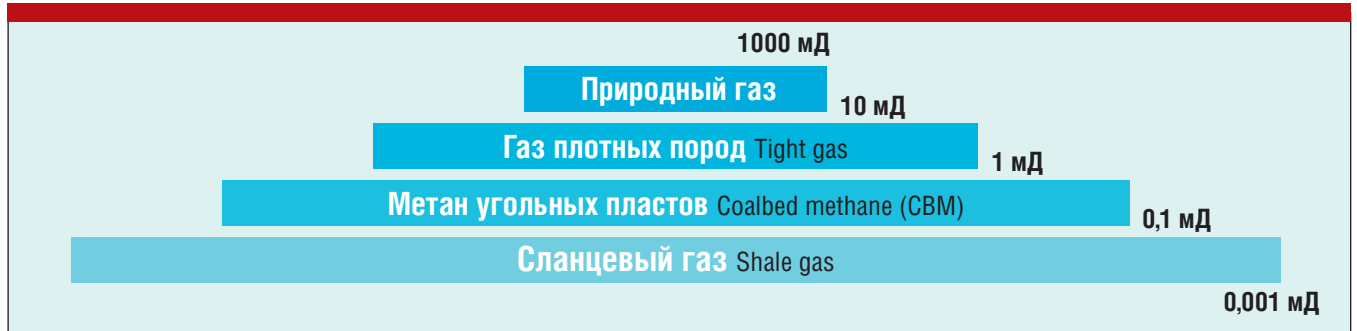 1000 мД
Природный газ
10 мД
Газ плотных пород Tight gas
1 мД
Метан угольных пластов Coalbed methane (CBM)
0,1 мД
Сланцевый газ Shale gas
0,001 мД